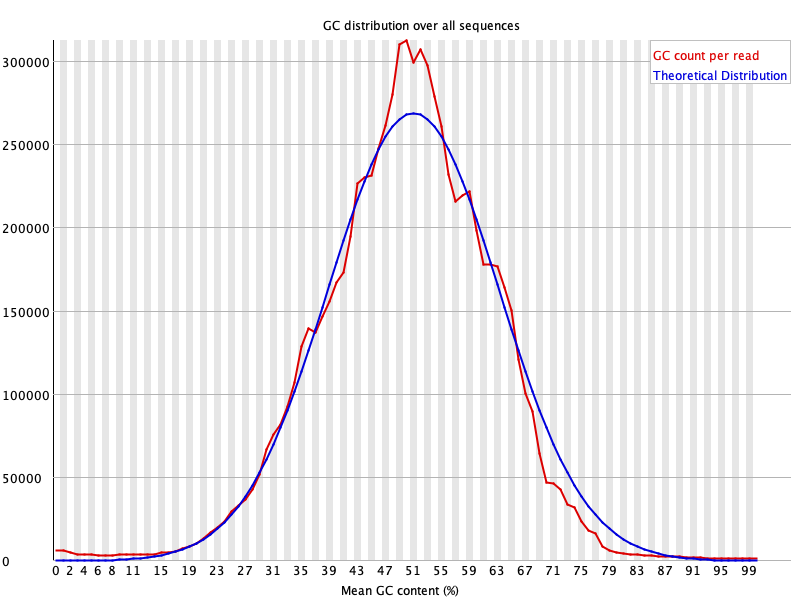 GC distribution over all sequences
GC count per read
Theoretical Distribution
300000
250000
200000
150000
100000
50000
0
0 2 4 6 8 11 15 19 23 27 31 35 39 43 47 51 55 59 63 67 71 75 79 83 87 91 95 99
Mean GC content (%)